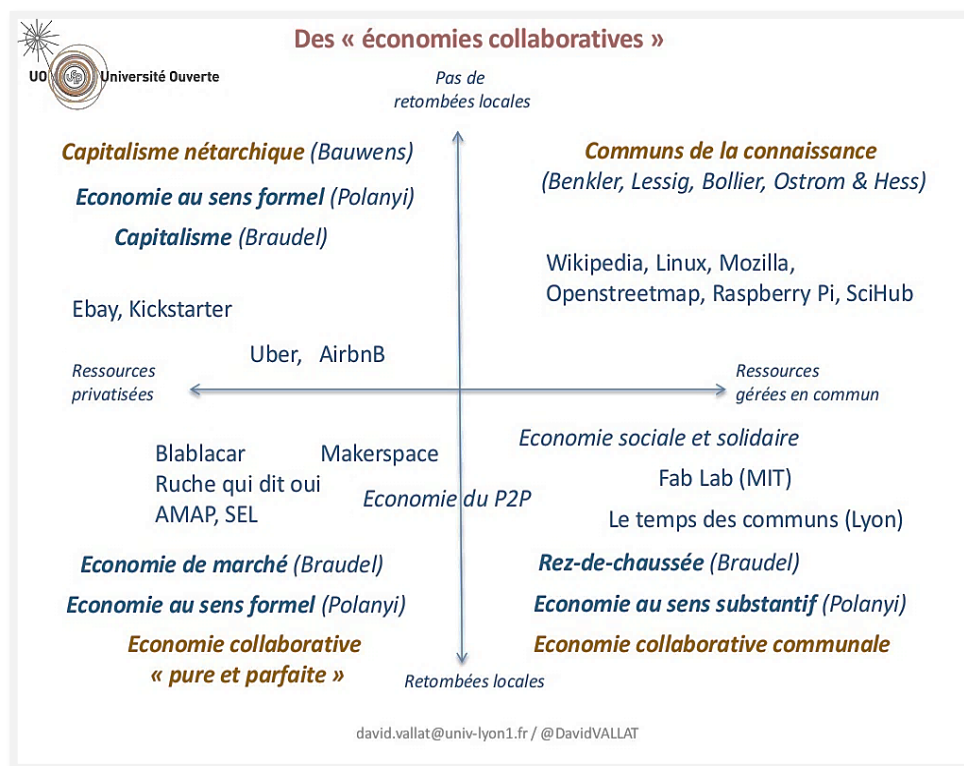 Des « économies collaboratives »
UO Université Ouverte
Pas de
retombées locales
Capitalisme nétarchique (Bauwens)
Economie au sens formel (Polanyi)
Capitalisme (Braudel)
Communs de la connaissance
(Benkler, Lessig, Bollier, Ostrom & Hess)
Wikipedia, Linux, Mozilla,
Openstreetmap, Raspberry Pi, SciHub
Ebay, Kickstarter
Uber, AirbnB
Ressources
privatisées
Ressources
gérées en commun
Blablacar
Ruche qui dit oui
AMAP, SEL
Makerspace
Economie du P2P
Economie sociale et solidaire
Fab Lab (MIT)
Le temps des communs (Lyon)
Economie de marché (Braudel)
Economie au sens formel (Polanyi)
Economie collaborative
« pure et parfaite »
Rez-de-chaussée (Braudel)
Economie au sens substantif (Polanyi)
Economie collaborative communale
Retombées locales
david.vallat@univ-lyon1.fr / @DavidVALLAT